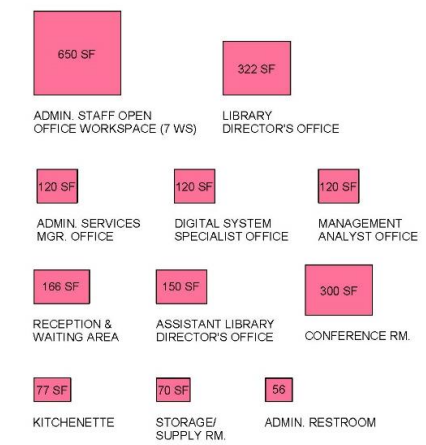 650 SF
322 SF
ADMIN. STAFF OPEN
OFFICE WORKSPACE (7 WS)
LIBRARY
DIRECTOR'S OFFICE
120 SF
120 SF
120 SF
ADMIN. SERVICES
MGR. OFFICE
DIGITAL SYSTEM
SPECIALIST OFFICE
MANAGEMENT
ANALYST OFFICE
166 SF
150 SF
300 SF
RECEPTION &
WAITING AREA
ASSISTANT LIBRARY
DIRECTOR'S OFFICE
CONFERENCE RM.
77 SF
70 SF
56
KITCHENETTE
STORAGE/
SUPPLY RM.
ADMIN. RESTROOM